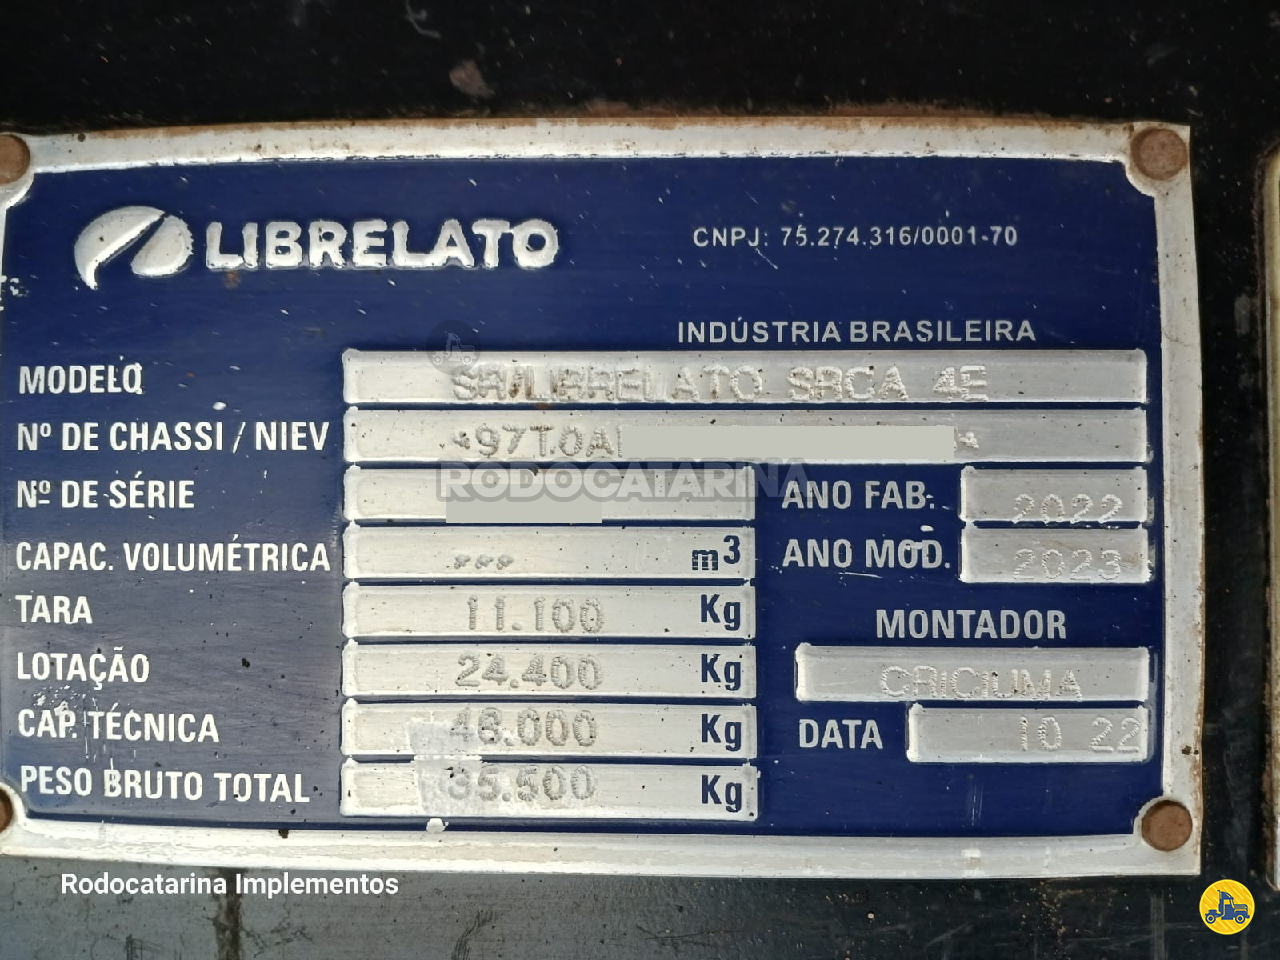 LIBRELATO
CNPJ: 75.274.316/0001-70
INDÚSTRIA BRASILEIRA
MODELO SR/LIBRELATO SRCA 4E
Nº DE CHASSI / NIEV *97T0A *
RODOCATARINA
Nº DE SÉRIE ANO FAB. 2022
CAPAC. VOLUMÉTRICA *** m³ ANO MOD. 2023
TARA 11.100 Kg
MONTADOR
LOTAÇÃO 24.400 Kg CRICIUMA
CAP. TÉCNICA 46.000 Kg DATA 10 22
PESO BRUTO TOTAL 35.500 Kg
Rodocatarina Implementos